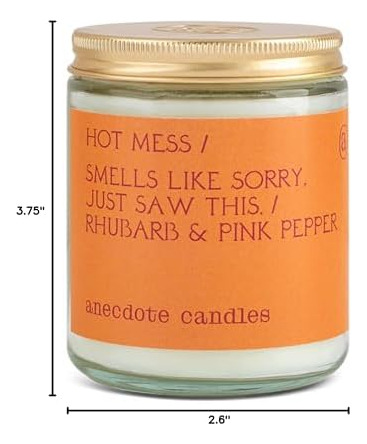 HOT MESS /
SMELLS LIKE SORRY,
JUST SAW THIS. /
RHUBARB & PINK PEPPER
anecdote candles
3.75"
2.6"